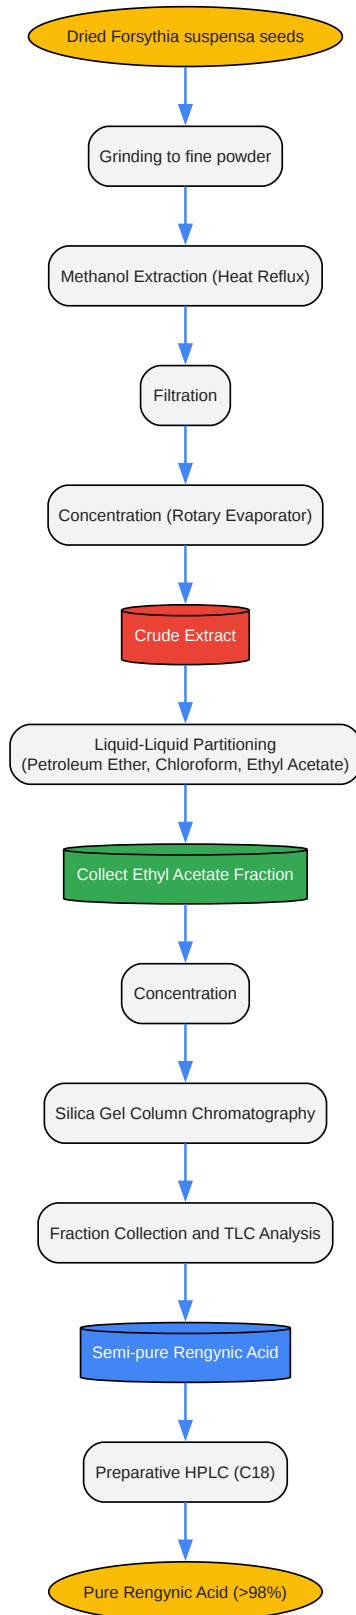 Dried Forsythia suspensa seeds
Grinding to fine powder
Methanol Extraction (Heat Reflux)
Filtration
Concentration (Rotary Evaporator)
Crude Extract
Liquid-Liquid Partitioning
(Petroleum Ether, Chloroform, Ethyl Acetate)
Collect Ethyl Acetate Fraction
Concentration
Silica Gel Column Chromatography
Fraction Collection and TLC Analysis
Semi-pure Rengynic Acid
Preparative HPLC (C18)
Pure Rengynic Acid (>98%)